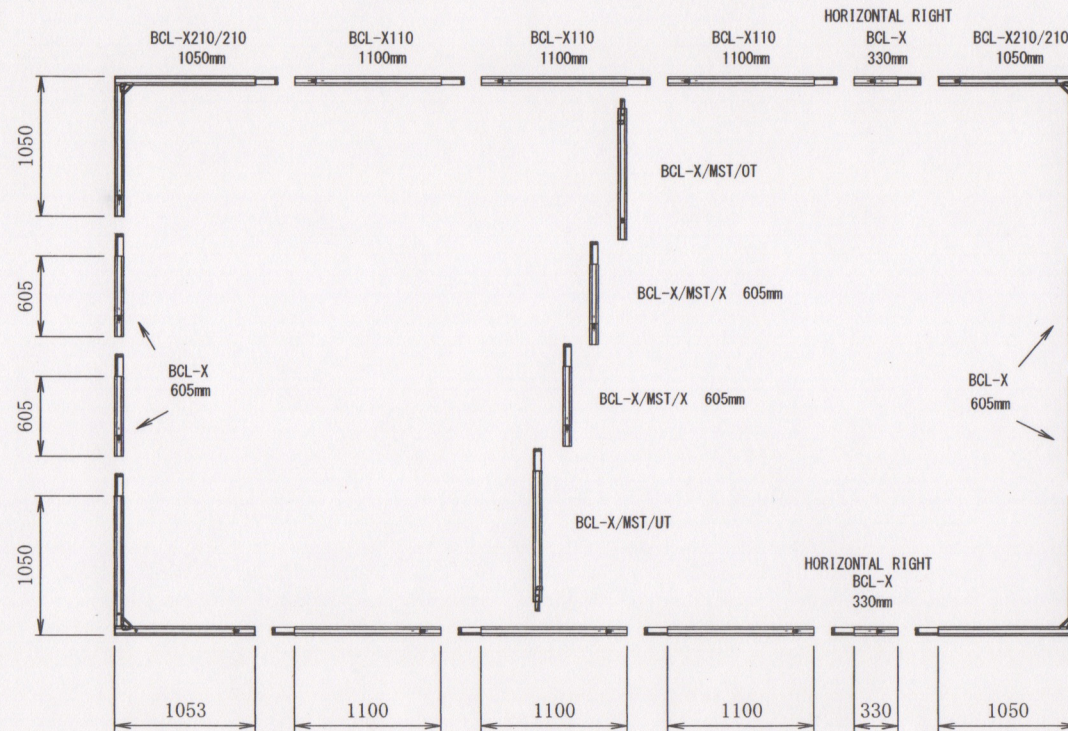 HORIZONTAL RIGHT
BCL-X210/210
1050mm
BCL-X110
1100mm
BCL-X110
1100mm
BCL-X110
1100mm
BCL-X
330mm
BCL-X210/210
1050mm
1050
BCL-X/MST/OT
605
BCL-X/MST/X 605mm
BCL-X
605mm
BCL-X
605mm
605
BCL-X/MST/X 605mm
1050
BCL-X/MST/UT
HORIZONTAL RIGHT
BCL-X
330mm
1053
1100
1100
1100
330
1050